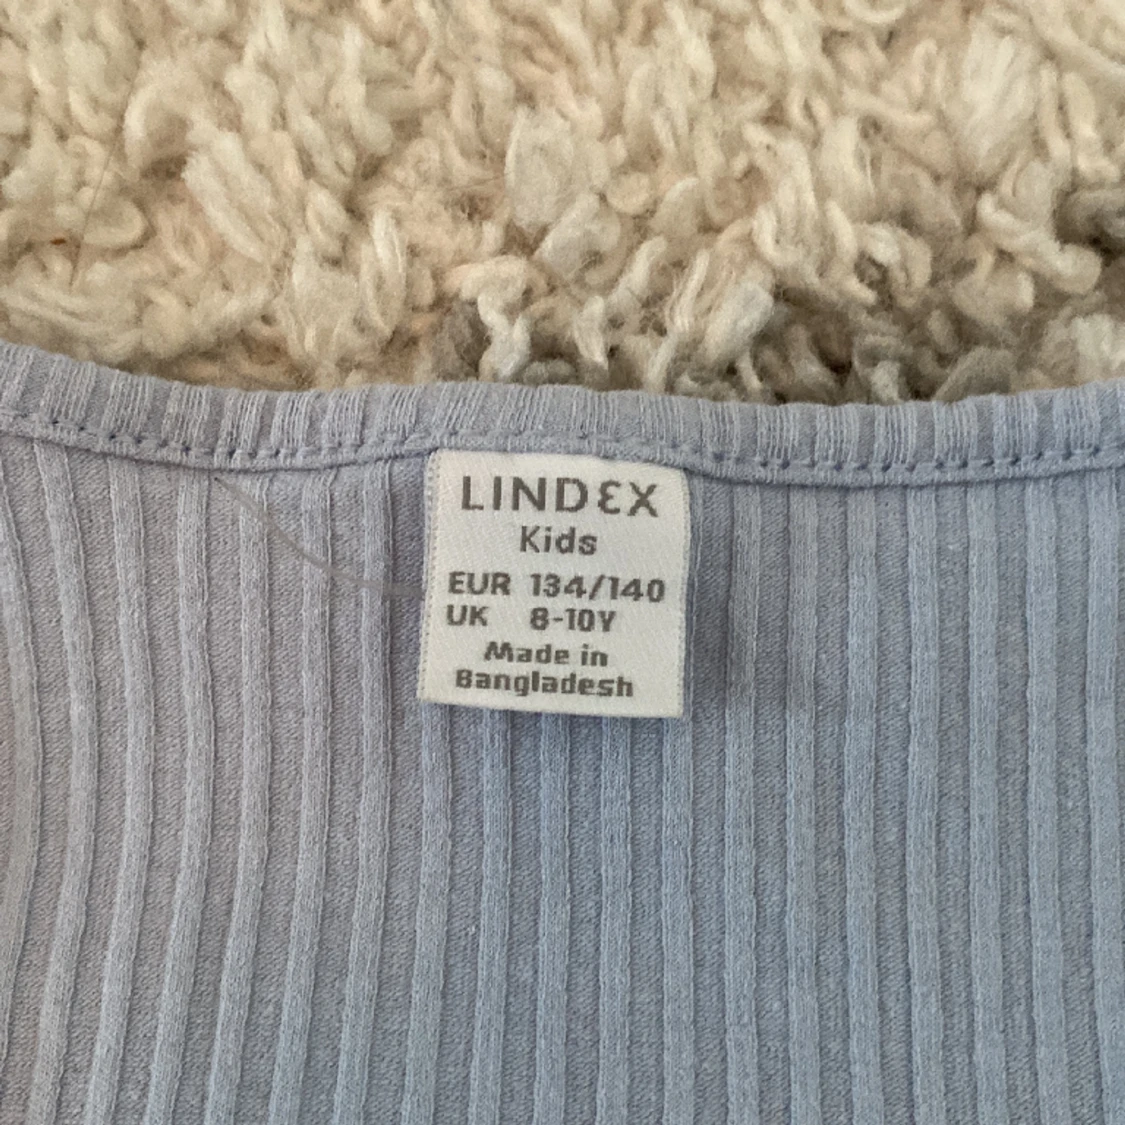 LINDEX
Kids
EUR 134/140
UK 8-10Y
Made in
Bangladesh